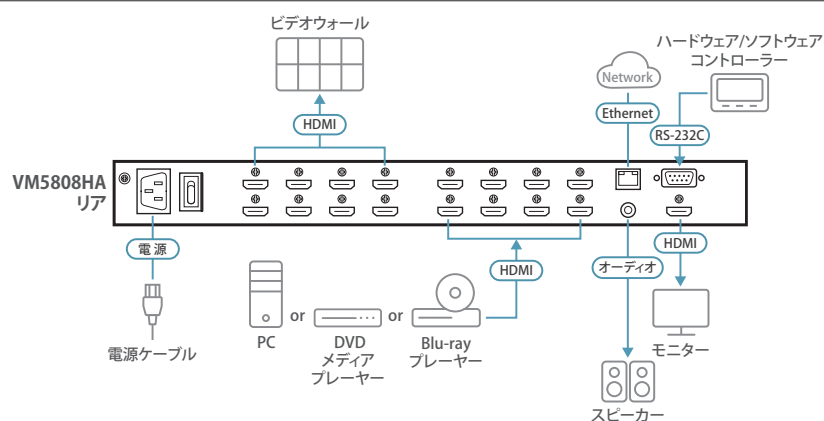 ビデオウォール
HDMI
Network
Ethernet
ハードウェア/ソフトウェア
コントローラー
RS-232C
VM5808HA
リア
電源
電源ケーブル
PC
or
DVD
メディア
プレーヤー
or
Blu-ray
プレーヤー
HDMI
オーディオ
スピーカー
HDMI
モニター